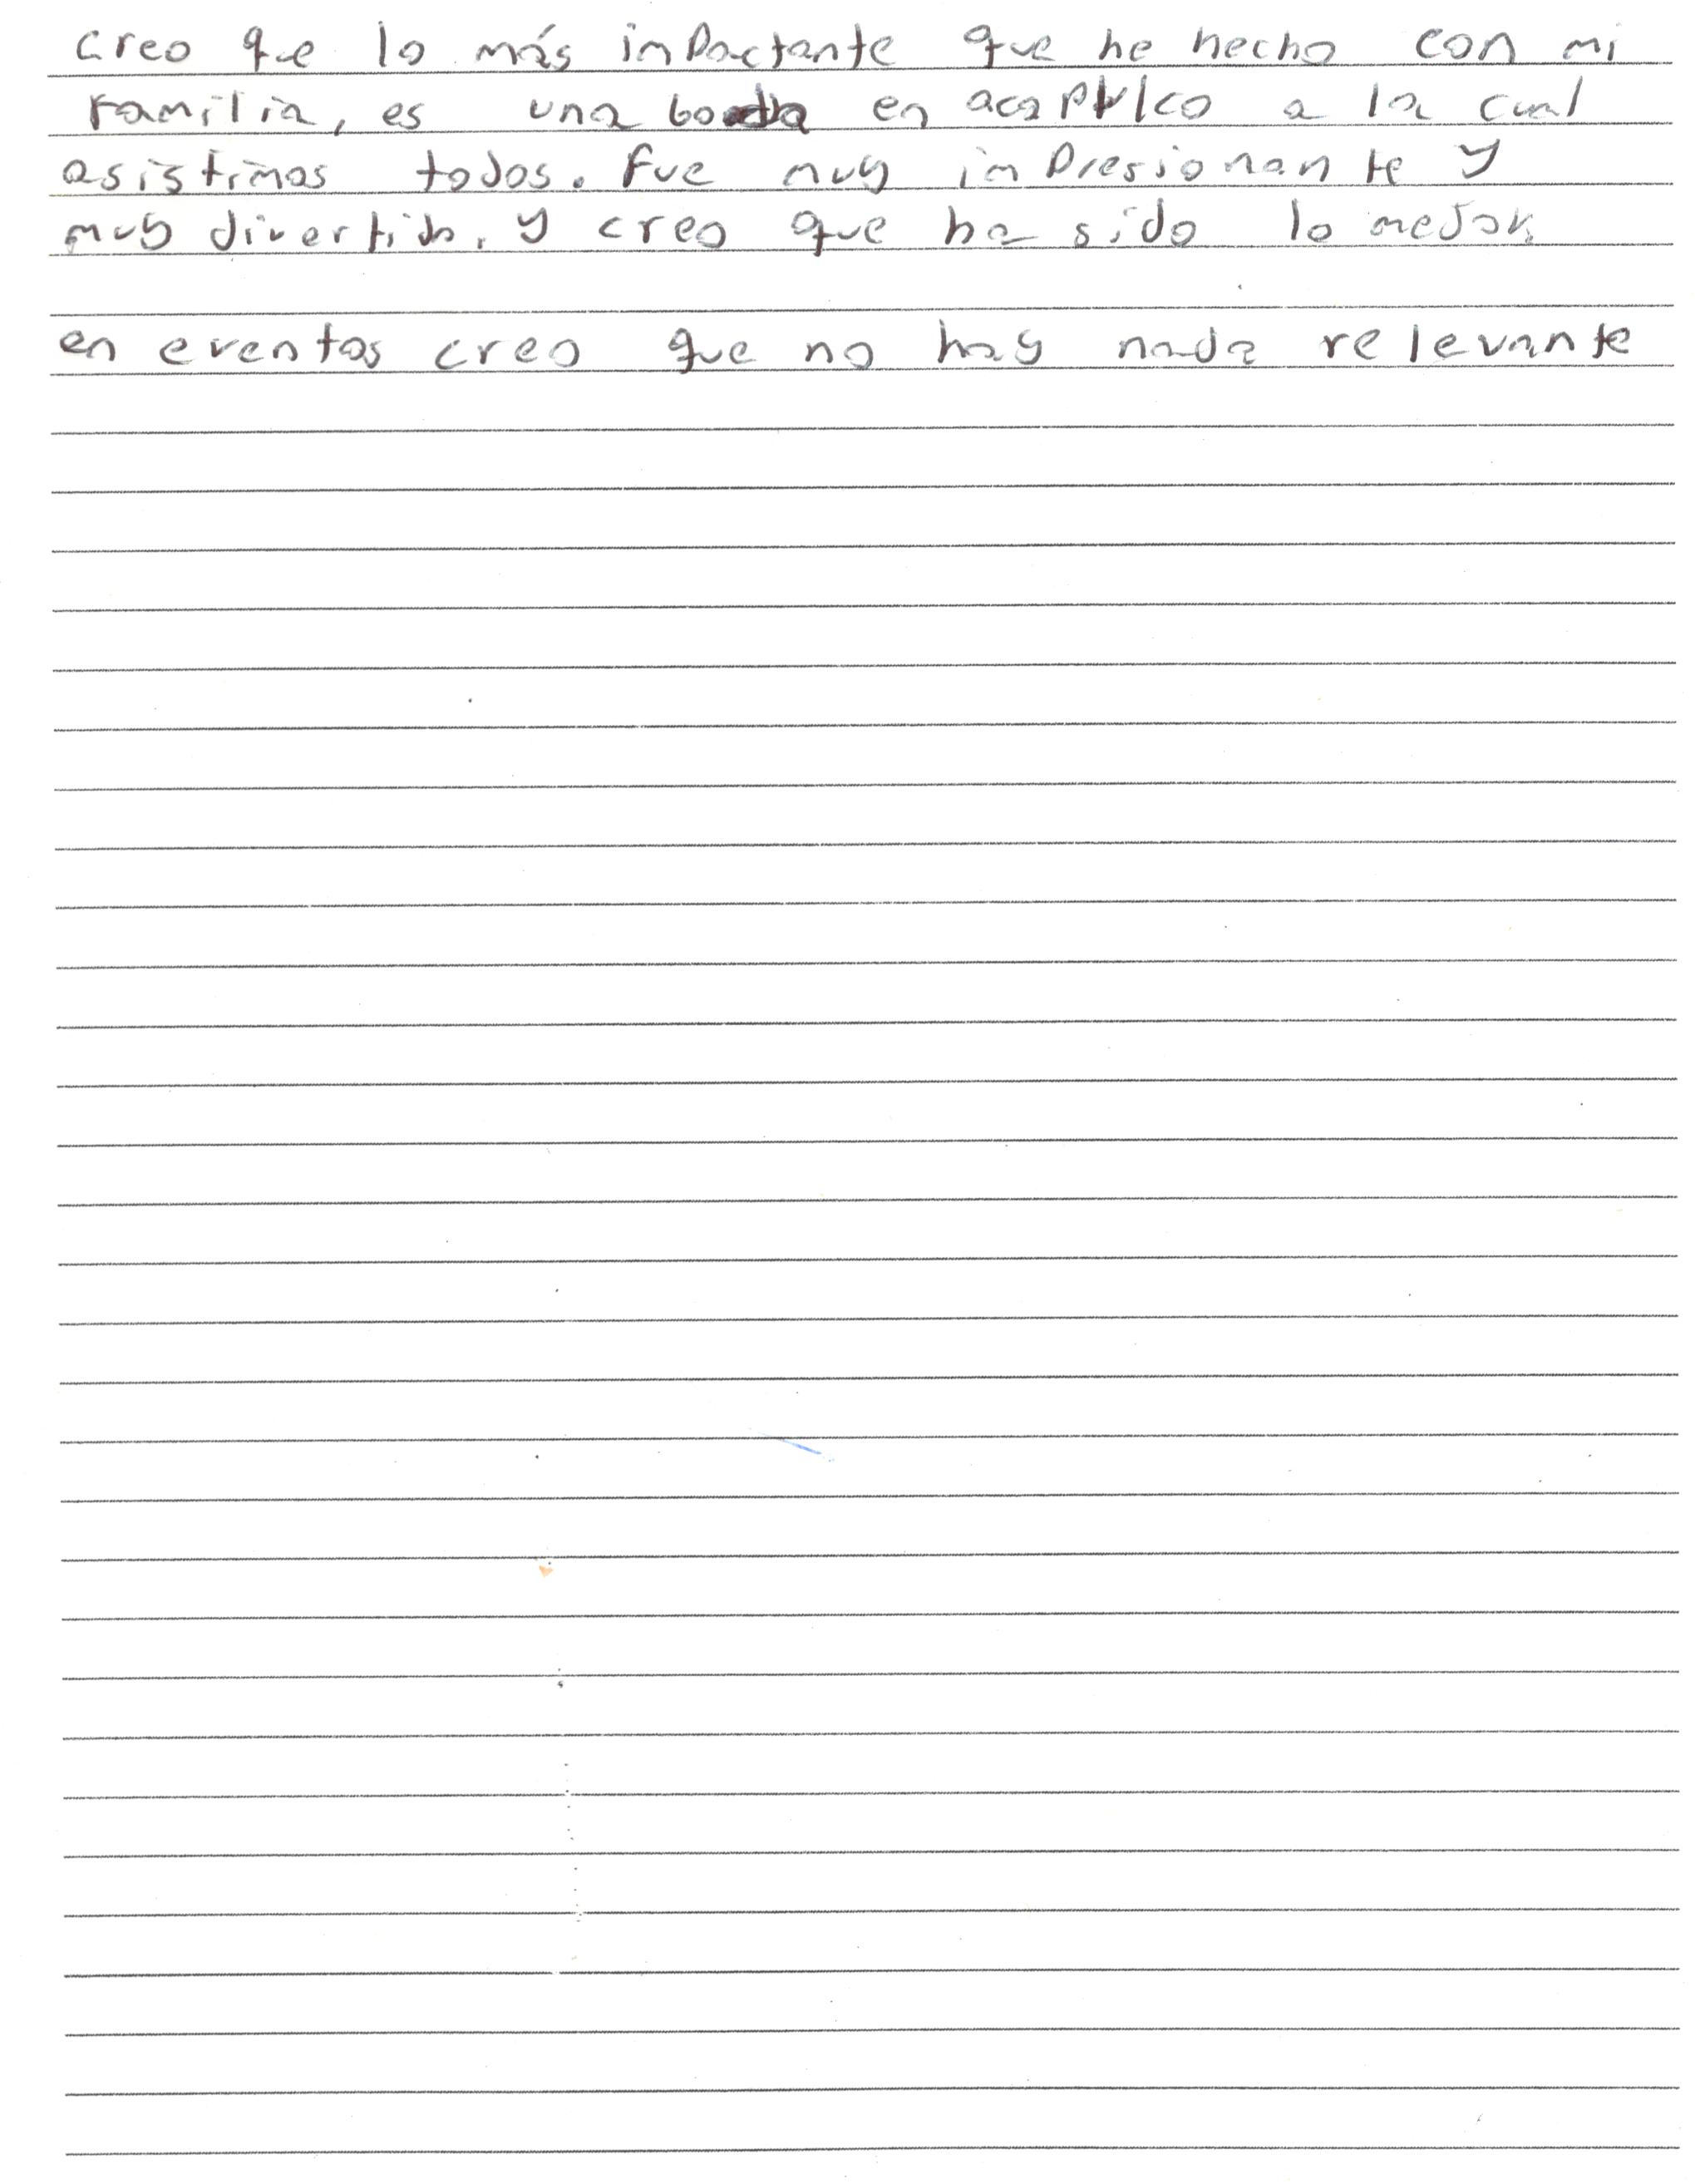 creo que lo más impactante que he hecho con mi
familia, es una boda en acapulco a la cual
asistimos todos. fue muy impresionante y
muy divertido. y creo que ha sido lo mejor.
en eventos creo que no hay nada relevante